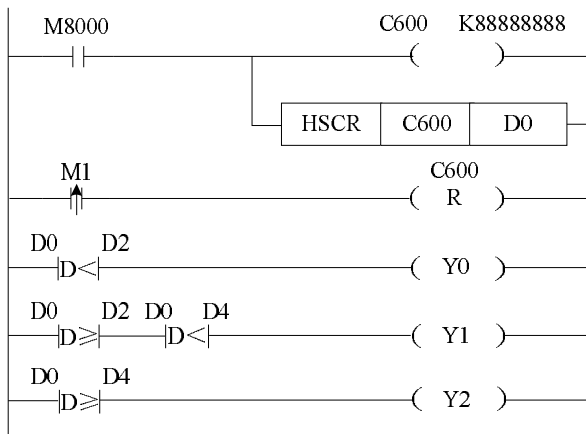 M8000 C600 K88888888
HSCR C600 D0
M1 C600
R
D0 D2
D< Y0
D0 D2 D0 D4
D≥ D< Y1
D0 D4
D≥ Y2